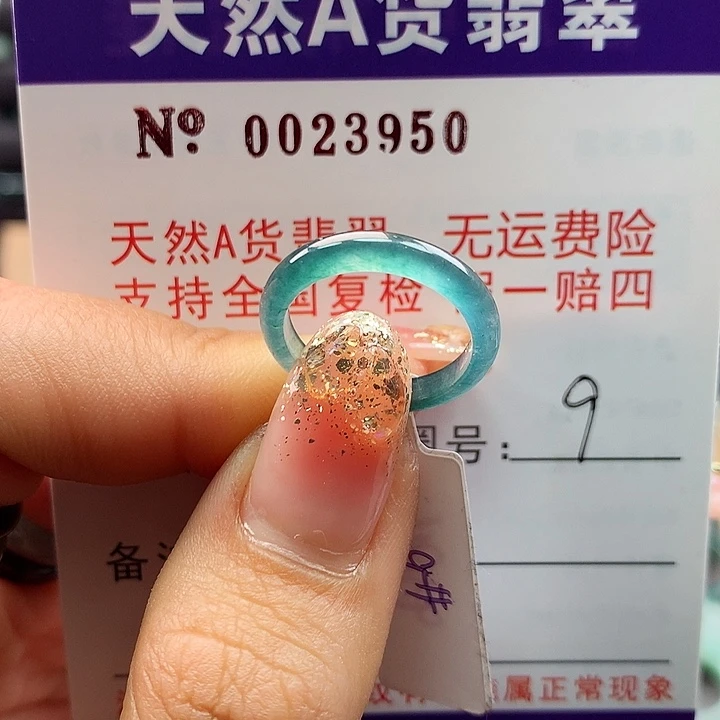 天然A货翡翠
No. 0023950
天然A货翡翠 无运费险
支持全国复检 假一赔四
圈号: 9
备
属正常现象